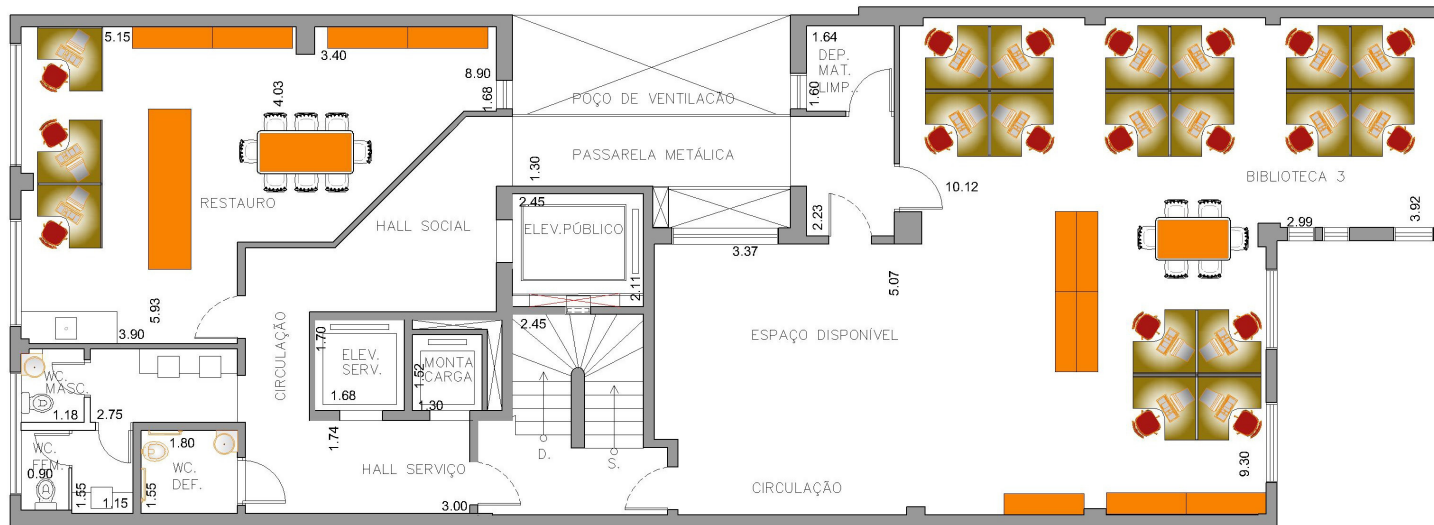 5.15
3.40
8.90
1.68
4.03
RESTAURO
5.93
3.90
POÇO DE VENTILACÃO
PASSARELA METÁLICA
1.30
1.64
DEP.
MAT.
LIMP.
1.60
2.23
10.12
BIBLIOTECA 3
2.99
3.92
HALL SOCIAL
2.45
ELEV.PÚBLICO
2.11
3.37
5.07
ESPAÇO DISPONÍVEL
CIRCULAÇÃO
1.70
ELEV.
SERV.
1.68
MONTA
CARGA
1.52
1.30
2.45
D.
S.
WC.
MASC.
1.18
2.75
WC.
FEM.
0.90
1.55
1.15
1.80
WC.
DEF.
1.55
1.74
HALL SERVIÇO
3.00
CIRCULAÇÃO
9.30